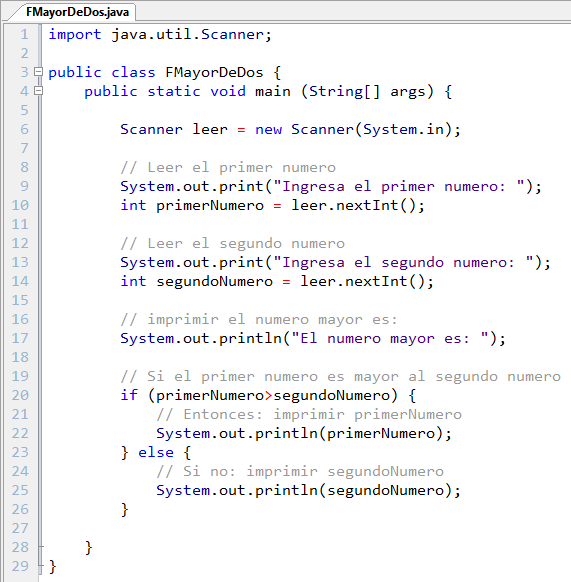 FMayorDeDos.java
1 import java.util.Scanner;
2
3 public class FMayorDeDos {
4     public static void main (String[] args) {
5
6         Scanner leer = new Scanner(System.in);
7
8         // Leer el primer numero
9         System.out.print("Ingresa el primer numero: ");
10         int primerNumero = leer.nextInt();
11
12         // Leer el segundo numero
13         System.out.print("Ingresa el segundo numero: ");
14         int segundoNumero = leer.nextInt();
15
16         // imprimir el numero mayor es:
17         System.out.println("El numero mayor es: ");
18
19         // Si el primer numero es mayor al segundo numero
20         if (primerNumero>segundoNumero) {
21             // Entonces: imprimir primerNumero
22             System.out.println(primerNumero);
23         } else {
24             // Si no: imprimir segundoNumero
25             System.out.println(segundoNumero);
26         }
27
28     }
29 }